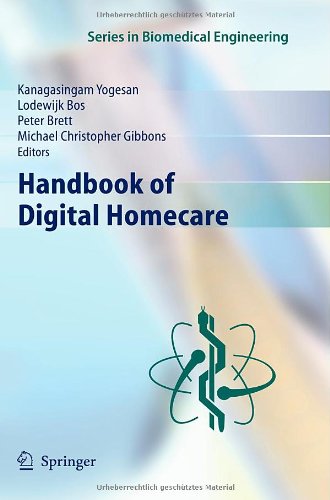 Urheberrechtlich geschütztes Material
Series in Biomedical Engineering
Kanagasingam Yogesan
Lodewijk Bos
Peter Brett
Michael Christopher Gibbons
Editors
Handbook of
Digital Homecare
Springer
Urheberrechtlich geschütztes Material